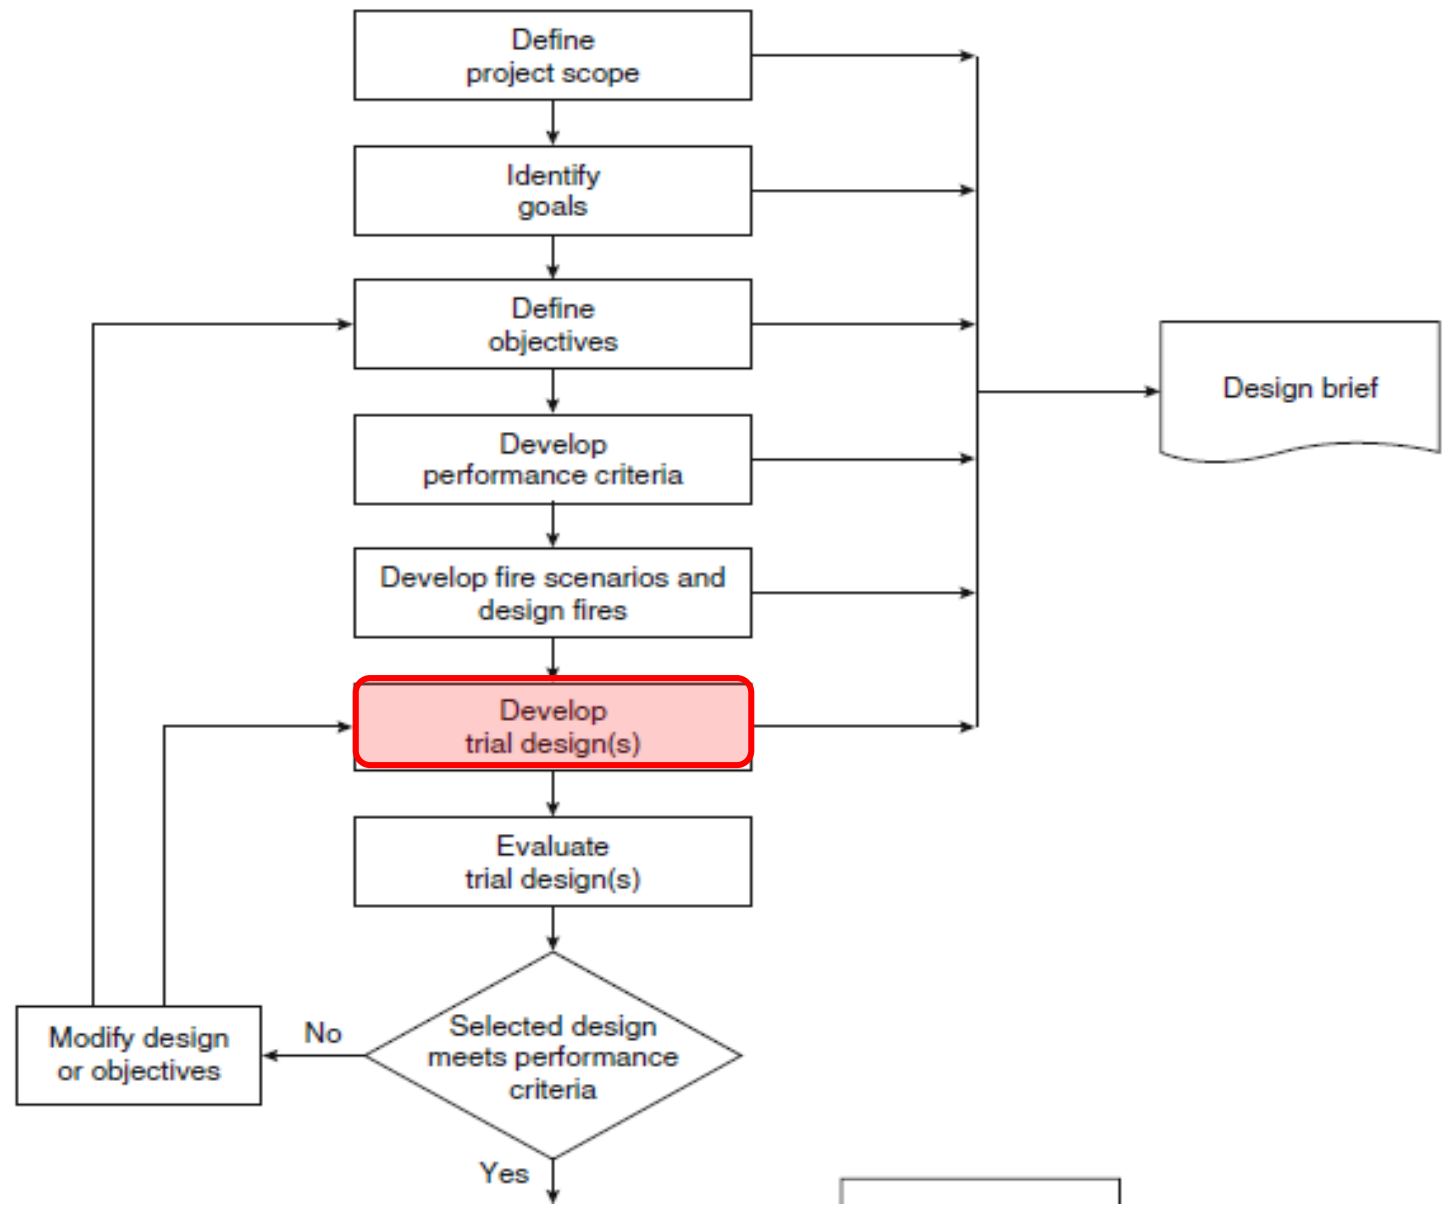 Define
project scope
Identify
goals
Define
objectives
Design brief
Develop
performance criteria
Develop fire scenarios and
design fires
Develop
trial design(s)
Evaluate
trial design(s)
Selected design
meets performance
criteria
No
Modify design
or objectives
Yes